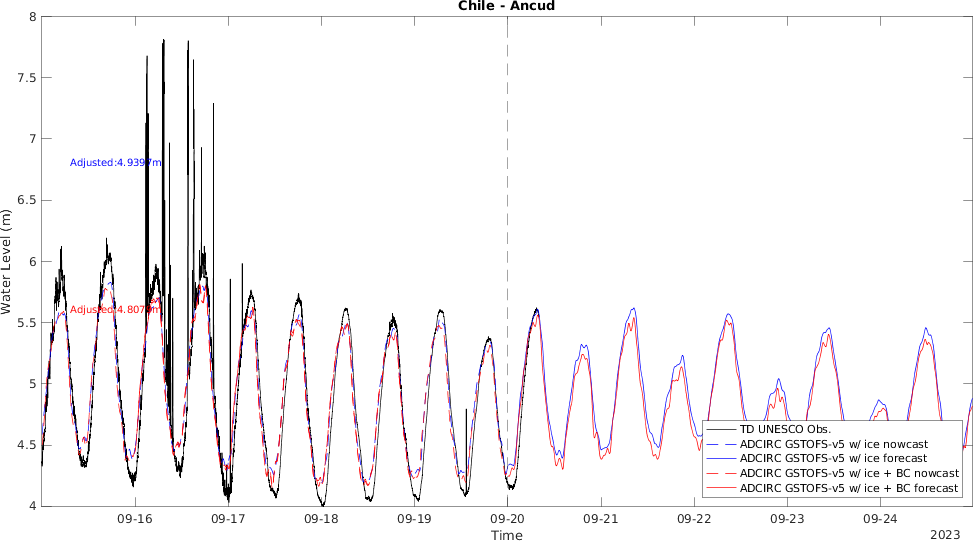 Chile - Ancud
8
7.5
7
6.5
6
5.5
5
4.5
4
Water Level (m)
Adjusted:4.9397m
Adjusted:4.807
TD UNESCO Obs.
ADCIRC GSTOFS-v5 w/ ice nowcast
ADCIRC GSTOFS-v5 w/ ice forecast
ADCIRC GSTOFS-v5 w/ ice + BC nowcast
ADCIRC GSTOFS-v5 w/ ice + BC forecast
09-16 09-17 09-18 09-19 09-20 09-21 09-22 09-23 09-24
Time
2023